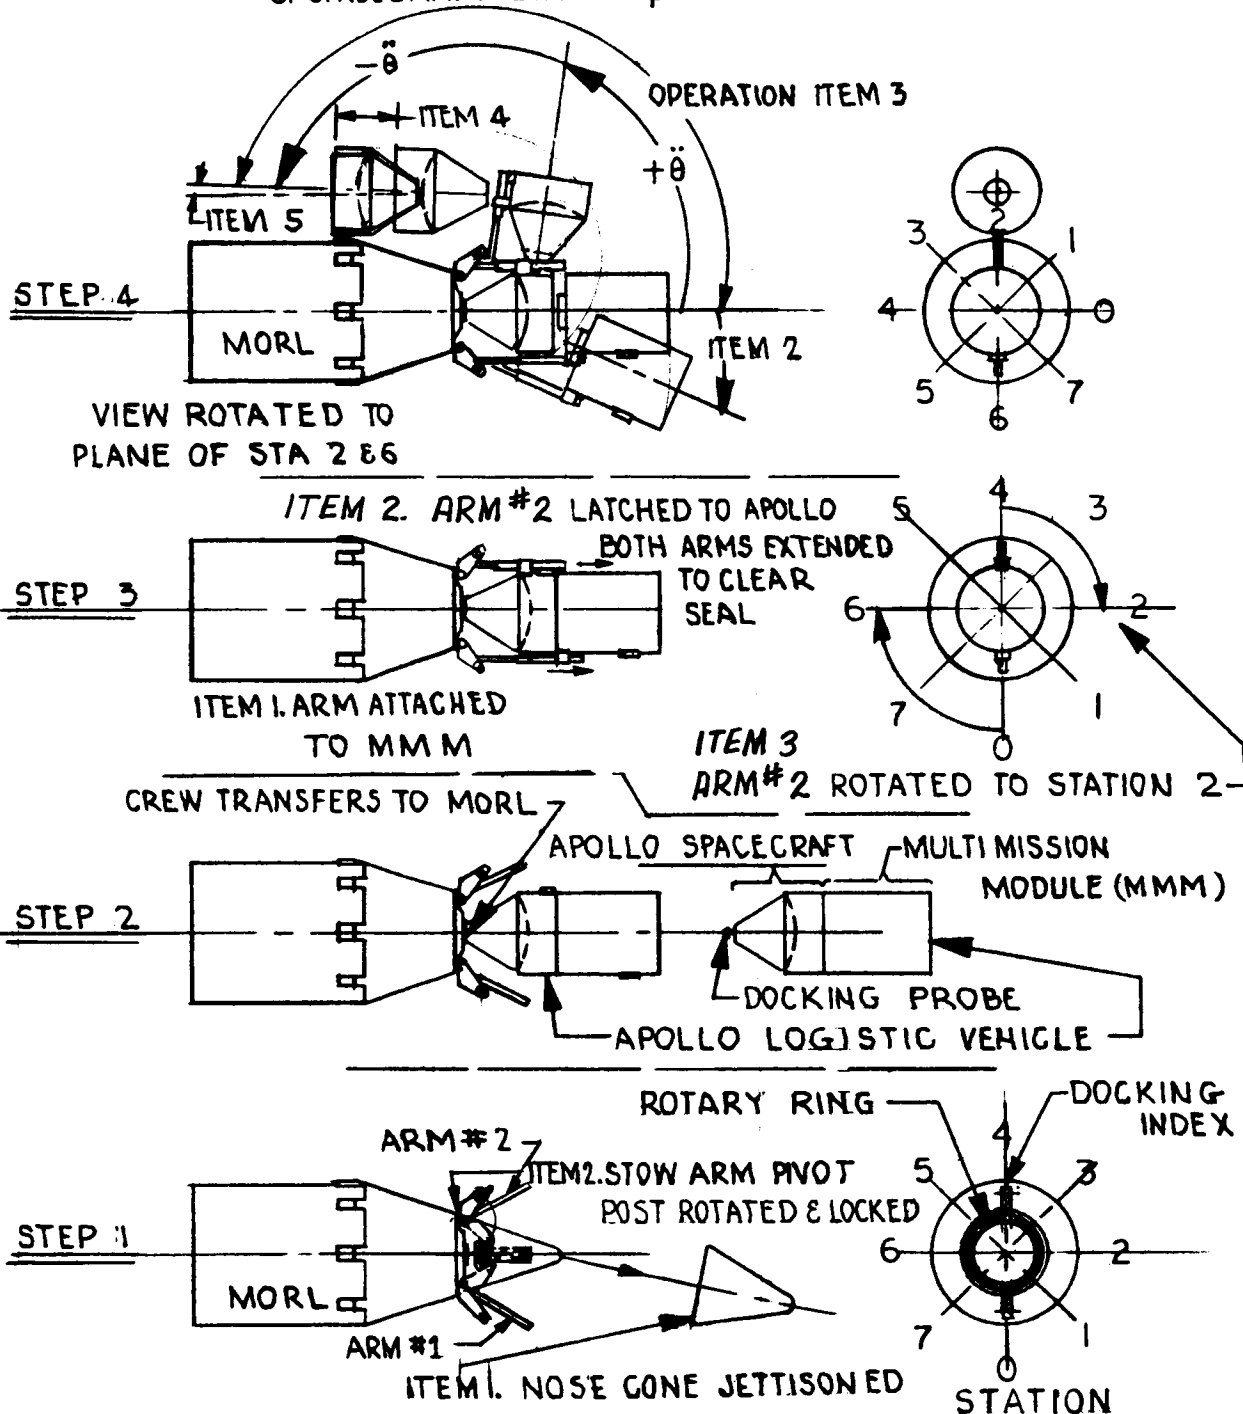 -θ̈
OPERATION ITEM 3
ITEM 4
+θ̈
ITEM 5
2
3
1
STEP 4
MORL
4
0
ITEM 2
5
7
6
VIEW ROTATED TO
PLANE OF STA 2 & 6
ITEM 2. ARM #2 LATCHED TO APOLLO
BOTH ARMS EXTENDED
TO CLEAR
SEAL
4
5
3
STEP 3
6
2
ITEM 1. ARM ATTACHED
TO MMM
7
1
0
ITEM 3
ARM #2 ROTATED TO STATION 2
CREW TRANSFERS TO MORL
APOLLO SPACECRAFT
MULTI MISSION
MODULE (MMM)
STEP 2
DOCKING PROBE
APOLLO LOGISTIC VEHICLE
ROTARY RING
DOCKING
INDEX
4
ARM #2
ITEM 2. STOW ARM PIVOT
POST ROTATED & LOCKED
5
3
STEP 1
6
2
MORL
ARM #1
7
1
0
ITEM 1. NOSE CONE JETTISONED
STATION